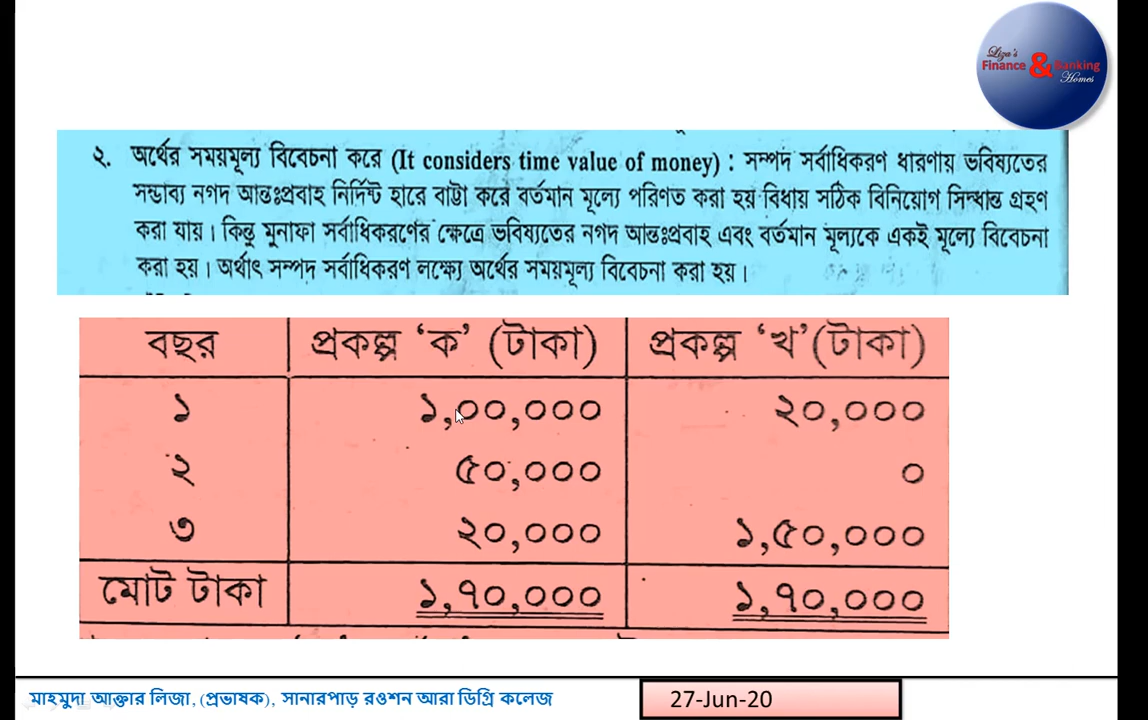 Liza's
Finance & Banking
Homes
২. অর্থের সময়মূল্য বিবেচনা করে (It considers time value of money) : সম্পদ সর্বাধিকরণ ধারণায় ভবিষ্যতের
সম্ভাব্য নগদ আন্তঃপ্রবাহ নির্দিষ্ট হারে বাট্টা করে বর্তমান মূল্যে পরিণত করা হয় বিধায় সঠিক বিনিয়োগ সিদ্ধান্ত গ্রহণ
করা যায়। কিন্তু মুনাফা সর্বাধিকরণের ক্ষেত্রে ভবিষ্যতের নগদ আন্তঃপ্রবাহ এবং বর্তমান মূল্যকে একই মূল্যে বিবেচনা
করা হয়। অর্থাৎ সম্পদ সর্বাধিকরণ লক্ষ্যে অর্থের সময়মূল্য বিবেচনা করা হয়।
বছর প্রকল্প ‘ক’ (টাকা) প্রকল্প ‘খ’(টাকা)
১ ১,০০,০০০ ২০,০০০
২ ৫০,০০০ ০
৩ ২০,০০০ ১,৫০,০০০
মোট টাকা ১,৭০,০০০ ১,৭০,০০০
মাহমুদা আক্তার লিজা, (প্রভাষক), সানারপাড় রওশন আরা ডিগ্রি কলেজ
27-Jun-20